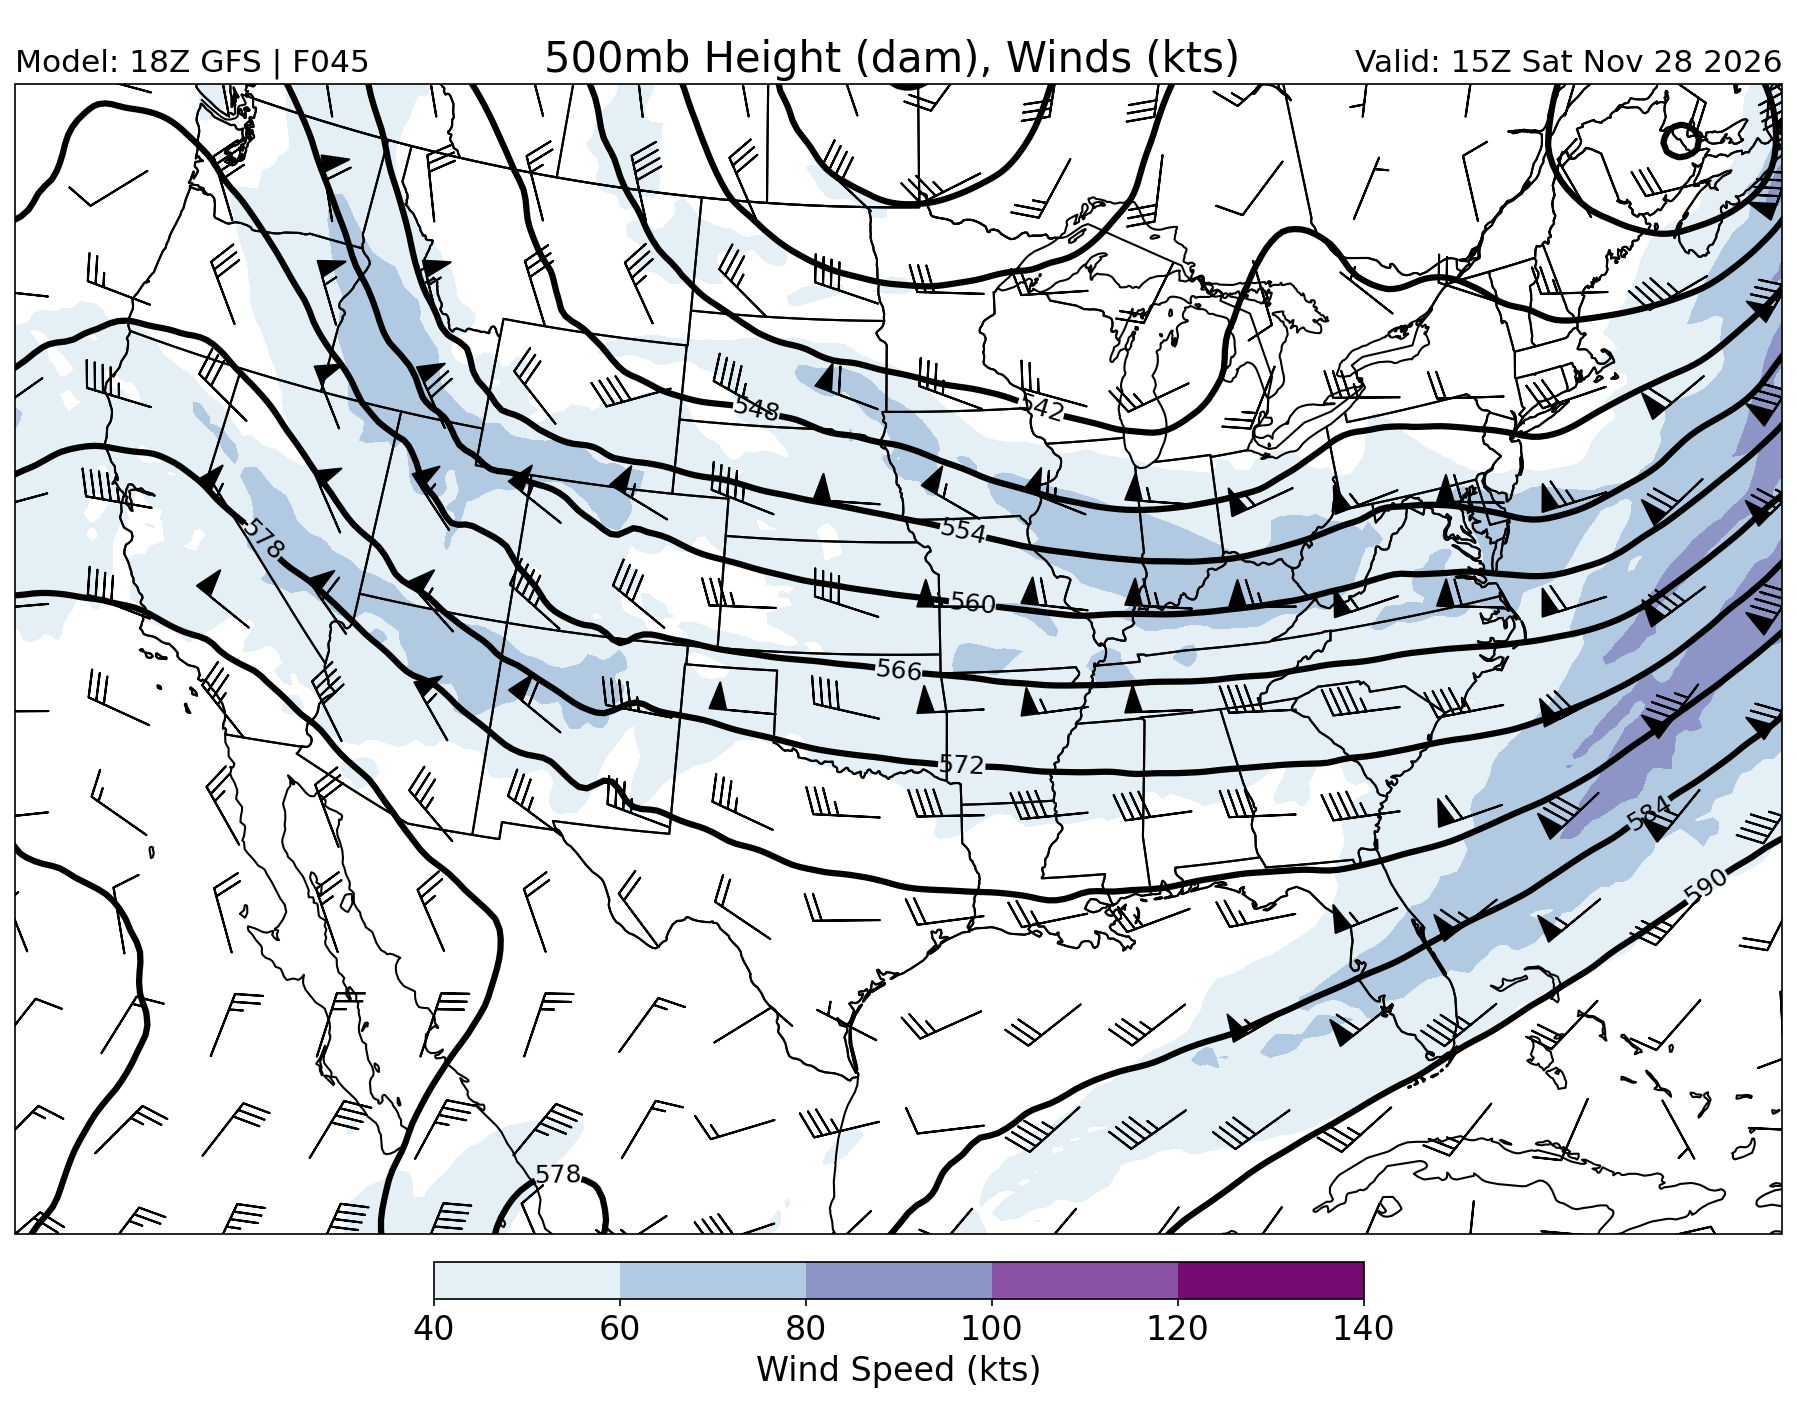 500mb Height (dam), Winds (kts)
Model: 18Z GFS | F045
Valid: 15Z Sat Nov 28 2026
548
542
578
554
560
566
572
584
590
578
40 60 80 100 120 140
Wind Speed (kts)